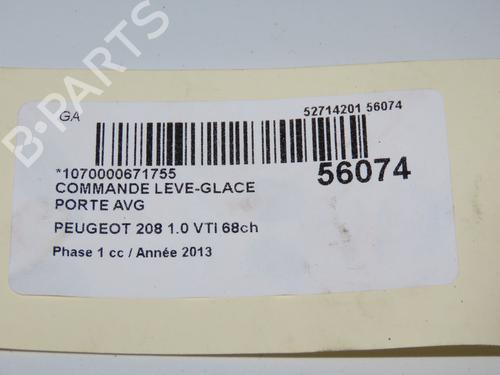 B-PARTS
GA
52714201 56074
*1070000671755
56074
COMMANDE LEVE-GLACE
PORTE AVG
PEUGEOT 208 1.0 VTI 68ch
Phase 1 cc / Année 2013